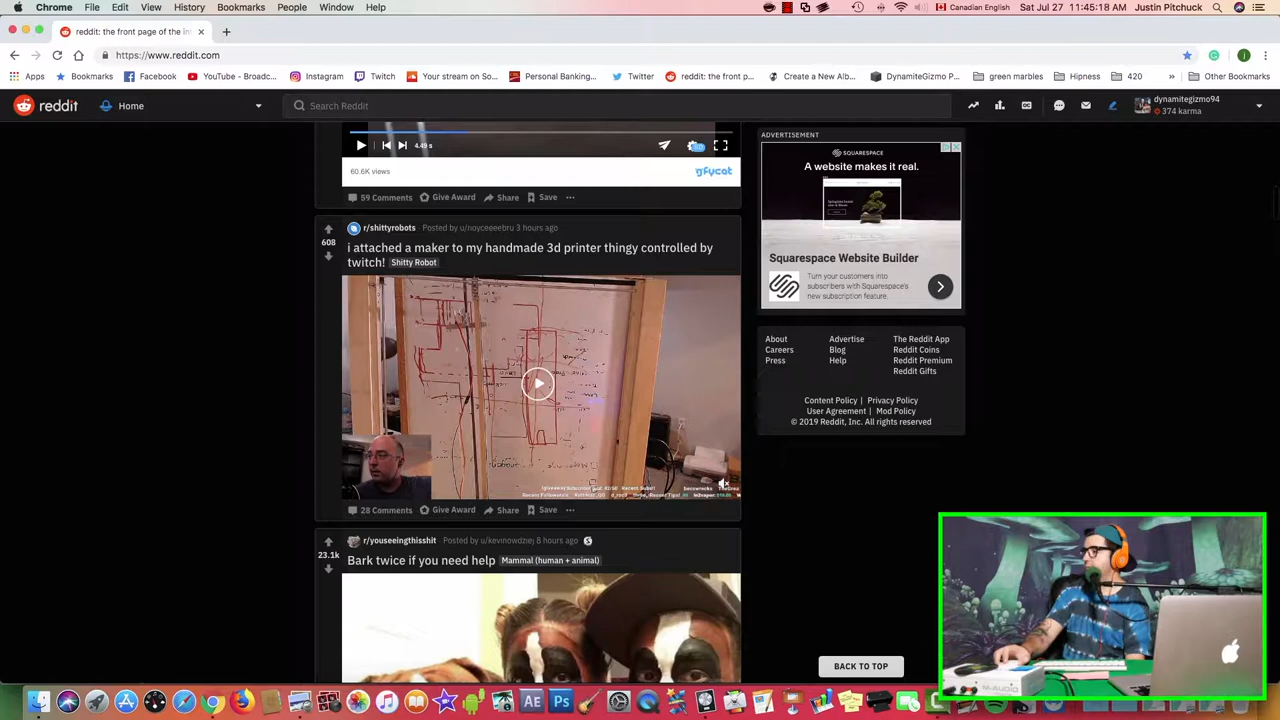 Chrome File Edit View History Bookmarks People Window Help
Canadian English Sat Jul 27 11:45:18 AM Justin Pitchuck
reddit: the front page of the in
https://www.reddit.com
Apps Bookmarks Facebook YouTube - Broadc... Instagram Twitch Your stream on So... Personal Banking... Twitter reddit: the front p... Create a New Alb... DynamiteGizmo P... green marbles Hipness 420 » Other Bookmarks
reddit Home Search Reddit dynamitegizmo94
374 karma
4.49 s
60.6K views gfycat
59 Comments Give Award Share Save
ADVERTISEMENT
SQUARESPACE
A website makes it real.
Squarespace Website Builder
Turn your customers into
subscribers with Squarespace's
new subscription feature.
r/shittyrobots Posted by u/noyceeeebru 3 hours ago
608
i attached a maker to my handmade 3d printer thingy controlled by
twitch! Shitty Robot
28 Comments Give Award Share Save
About Advertise The Reddit App
Careers Blog Reddit Coins
Press Help Reddit Premium
Reddit Gifts
Content Policy | Privacy Policy
User Agreement | Mod Policy
© 2019 Reddit, Inc. All rights reserved
r/youseeingthisshit Posted by 8 hours ago
23.1k
Bark twice if you need help Mammal (human + animal)
BACK TO TOP
M-AUDIO
AE Ps